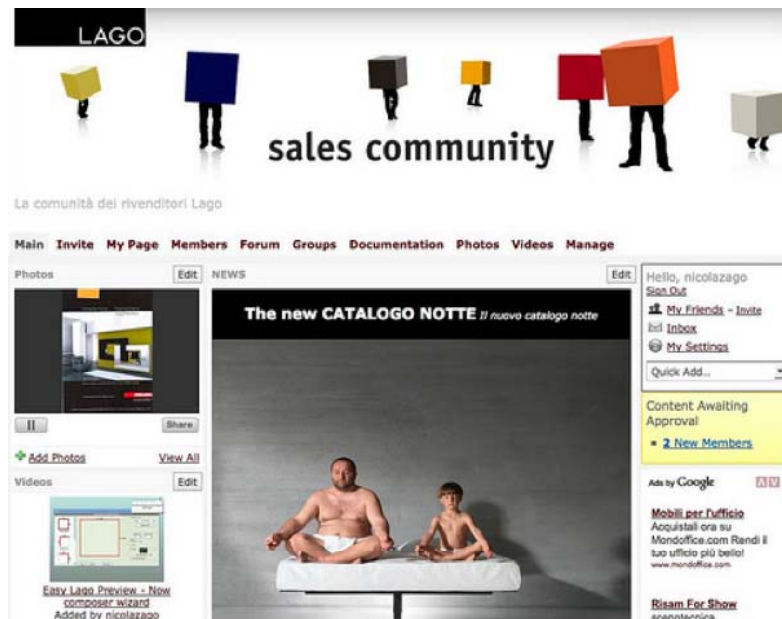 LAGO
sales community
La comunità dei rivenditori Lago
Main Invite My Page Members Forum Groups Documentation Photos Videos Manage
Photos Edit
Share
Add Photos View All
Videos Edit
Easy Lago Preview - Now
composer wizard
Added by nicolazago
NEWS Edit
The new CATALOGO NOTTE Il nuovo catalogo notte
Hello, nicolazago
Sign Out
My Friends - Invite
Inbox
My Settings
Quick Add...
Content Awaiting
Approval
2 New Members
Ads by Google
Mobili per l'ufficio
Acquistali ora su
Mondoffice.com Rendi il
tuo ufficio più bello!
www.mondoffice.com
Risam For Show
scenotecnica